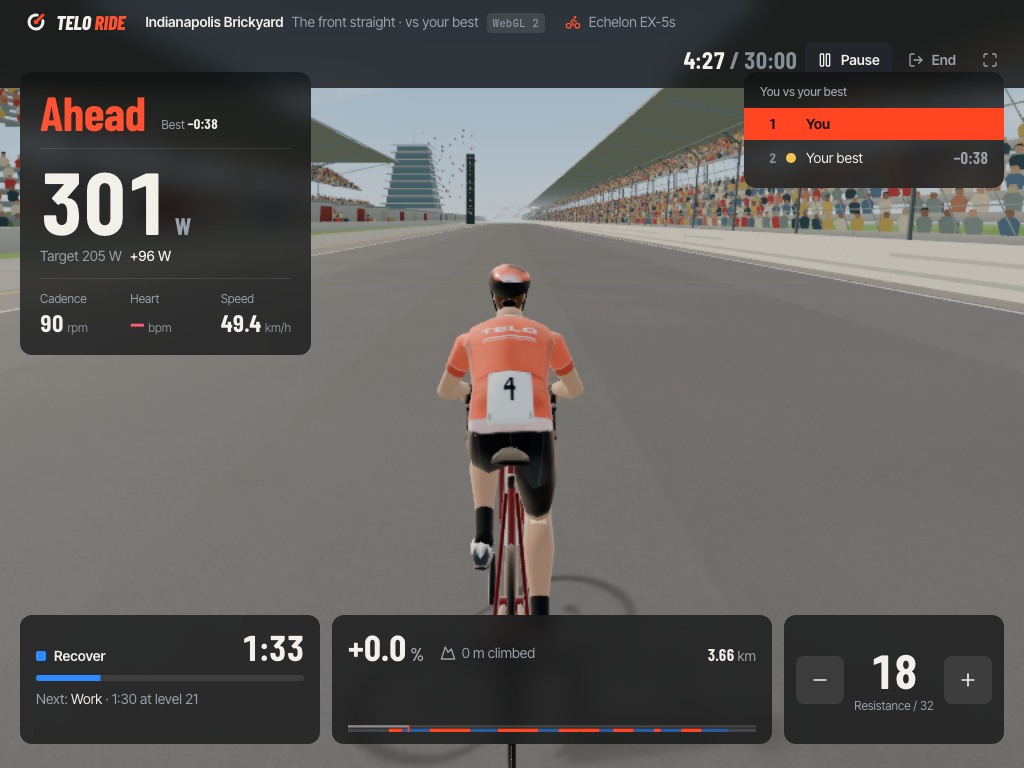 TELO RIDE Indianapolis Brickyard The front straight · vs your best WebGL 2 Echelon EX-5s
4:27 / 30:00 Pause End
Ahead Best −0:38
301 W
Target 205 W +96 W
Cadence Heart Speed
90 rpm — bpm 49.4 km/h
You vs your best
1 You
2 Your best −0:38
TELO
4
Recover 1:33
Next: Work · 1:30 at level 21
+0.0 % 0 m climbed 3.66 km
− 18 +
Resistance / 32